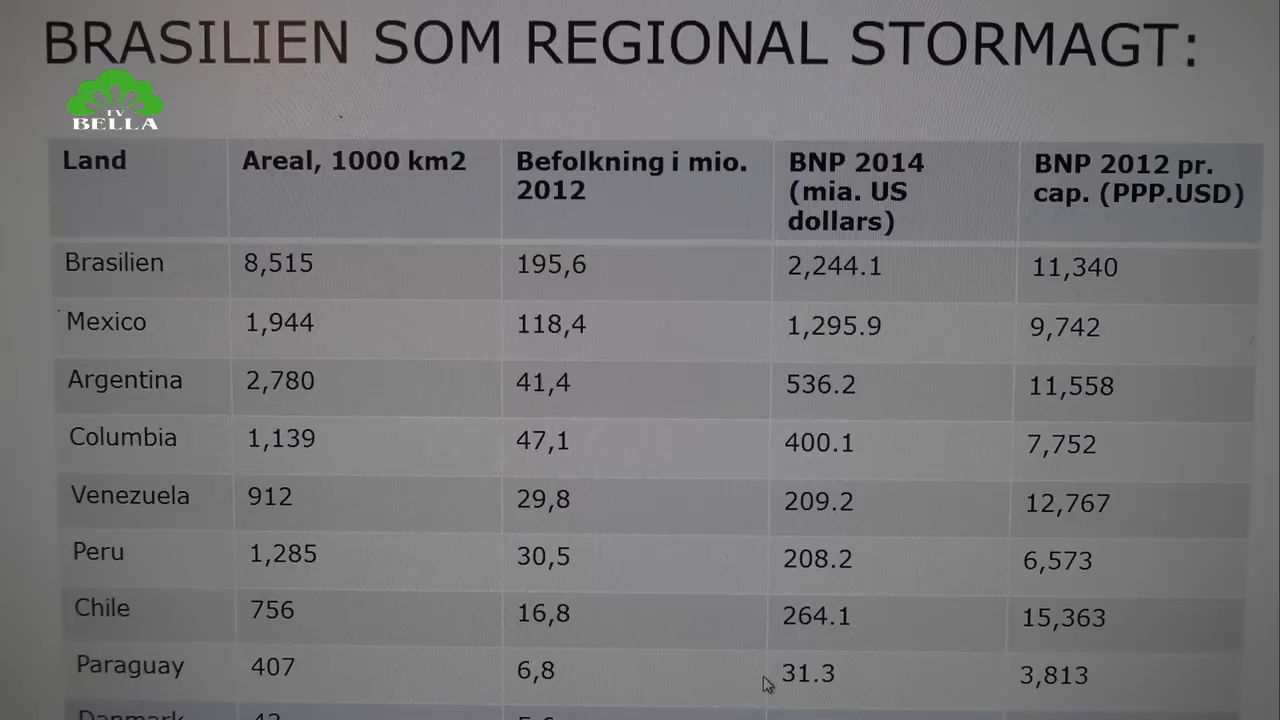 BRASILIEN SOM REGIONAL STORMAGT:
TV
BELLA
Land Areal, 1000 km2 Befolkning i mio. 2012 BNP 2014 (mia. US dollars) BNP 2012 pr. cap. (PPP.USD)
Brasilien 8,515 195,6 2,244.1 11,340
Mexico 1,944 118,4 1,295.9 9,742
Argentina 2,780 41,4 536.2 11,558
Columbia 1,139 47,1 400.1 7,752
Venezuela 912 29,8 209.2 12,767
Peru 1,285 30,5 208.2 6,573
Chile 756 16,8 264.1 15,363
Paraguay 407 6,8 31.3 3,813
Danmark